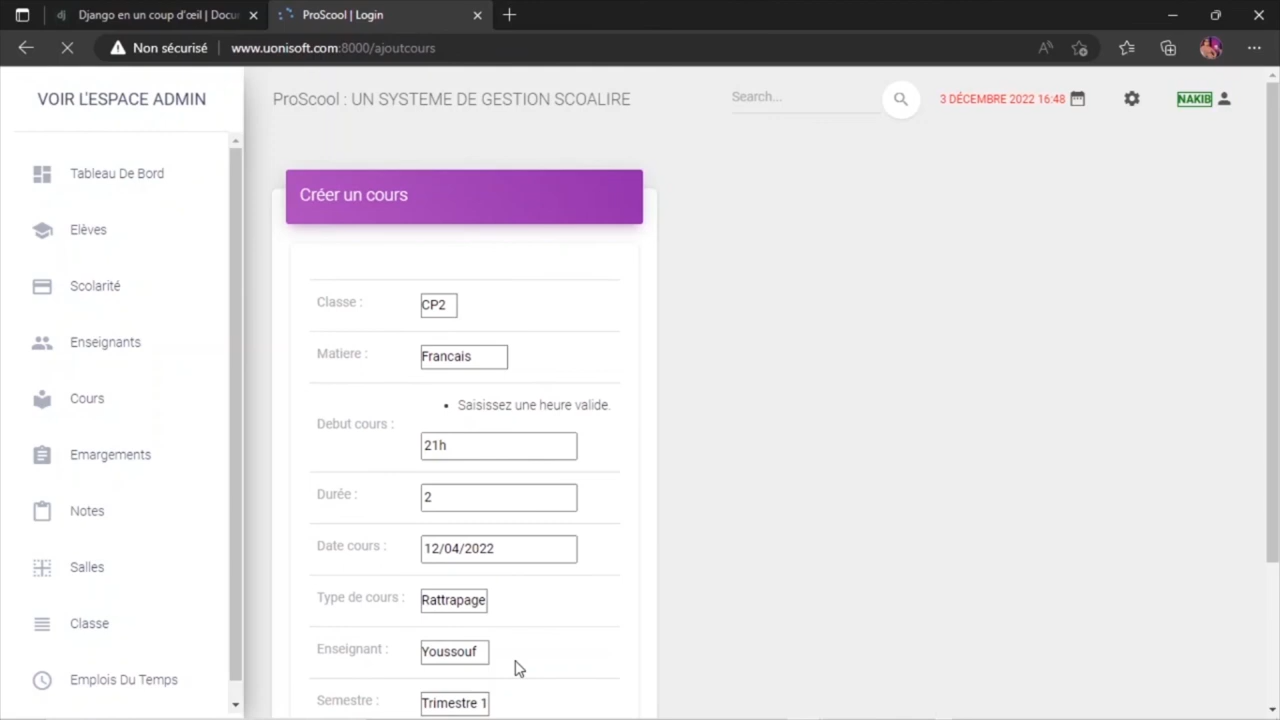 Django en un coup d'œil | Docu
ProScool | Login
Non sécurisé
www.uonisoft.com:8000/ajoutcours
VOIR L'ESPACE ADMIN
ProScool : UN SYSTEME DE GESTION SCOALIRE
Search...
3 DÉCEMBRE 2022 16:48
NAKIB
Tableau De Bord
Elèves
Scolarité
Enseignants
Cours
Emargements
Notes
Salles
Classe
Emplois Du Temps
Créer un cours
Classe : CP2
Matiere : Francais
Saisissez une heure valide.
Debut cours : 21h
Durée : 2
Date cours : 12/04/2022
Type de cours : Rattrapage
Enseignant : Youssouf
Semestre : Trimestre 1